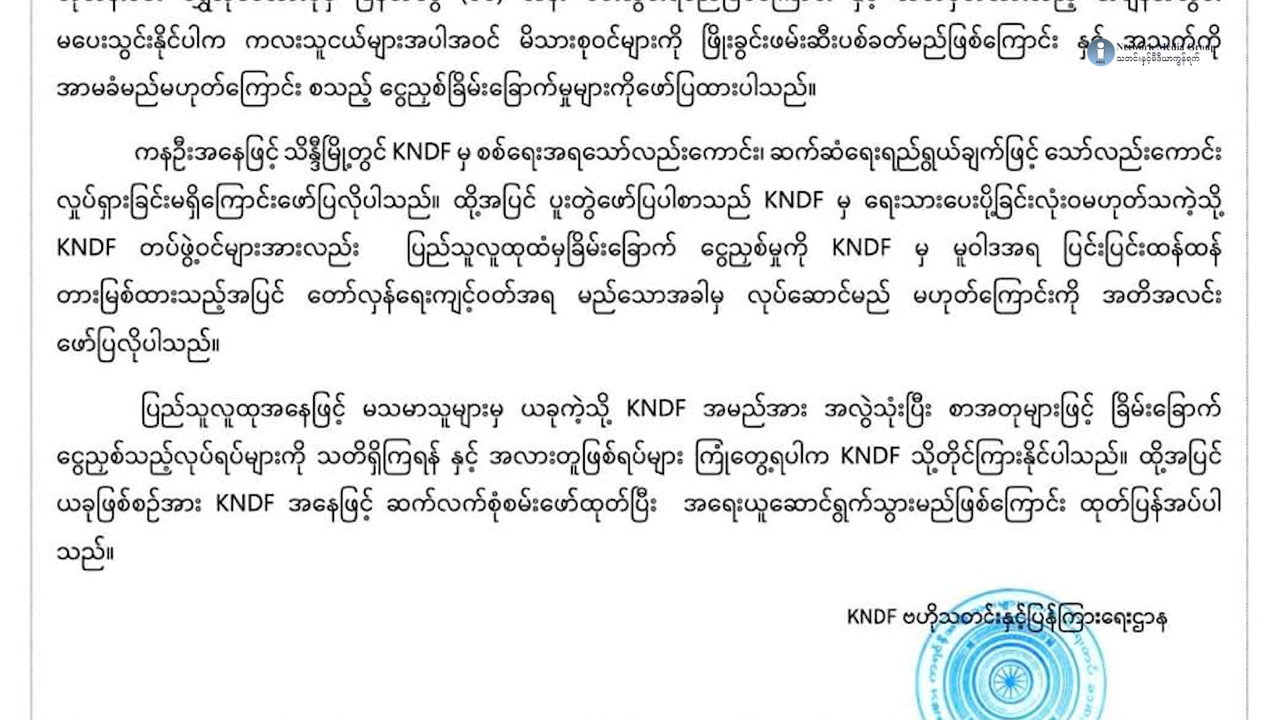 မပေးသွင်းနိုင်ပါက ကလေးသူငယ်များအပါအဝင် မိသားစုဝင်များကို ဖြိုခွင်းဖမ်းဆီးပစ်ခတ်မည်ဖြစ်ကြောင်း နှင့် အသက်ကို
Network Media Group
သတင်းနှင့်မီဒီယာကွန်ရက်
အာမခံမည်မဟုတ်ကြောင်း စသည့် ငွေညှစ်ခြိမ်းခြောက်မှုများကိုဖော်ပြထားပါသည်။
ကနဦးအနေဖြင့် သိန္ဒီမြို့တွင် KNDF မှ စစ်ရေးအရသော်လည်းကောင်း၊ ဆက်ဆံရေးရည်ရွယ်ချက်ဖြင့် သော်လည်းကောင်း
လှုပ်ရှားခြင်းမရှိကြောင်းဖော်ပြလိုပါသည်။ ထို့အပြင် ပူးတွဲဖော်ပြပါစာသည် KNDF မှ ရေးသားပေးပို့ခြင်းလုံးဝမဟုတ်သကဲ့သို့
KNDF တပ်ဖွဲ့ဝင်များအားလည်း ပြည်သူလူထုထံမှခြိမ်းခြောက် ငွေညှစ်မှုကို KNDF မှ မူဝါဒအရ ပြင်းပြင်းထန်ထန်
တားမြစ်ထားသည့်အပြင် တော်လှန်ရေးကျင့်ဝတ်အရ မည်သောအခါမှ လုပ်ဆောင်မည် မဟုတ်ကြောင်းကို အတိအလင်း
ဖော်ပြလိုပါသည်။
ပြည်သူလူထုအနေဖြင့် မသမာသူများမှ ယခုကဲ့သို့ KNDF အမည်အား အလွဲသုံးပြီး စာအတုများဖြင့် ခြိမ်းခြောက်
ငွေညှစ်သည့်လုပ်ရပ်များကို သတိရှိကြရန် နှင့် အလားတူဖြစ်ရပ်များ ကြုံတွေ့ရပါက KNDF သို့တိုင်ကြားနိုင်ပါသည်။ ထို့အပြင်
ယခုဖြစ်စဉ်အား KNDF အနေဖြင့် ဆက်လက်စုံစမ်းဖော်ထုတ်ပြီး အရေးယူဆောင်ရွက်သွားမည်ဖြစ်ကြောင်း ထုတ်ပြန်အပ်ပါ
သည်။
KNDF ဗဟိုသတင်းနှင့်ပြန်ကြားရေးဌာန